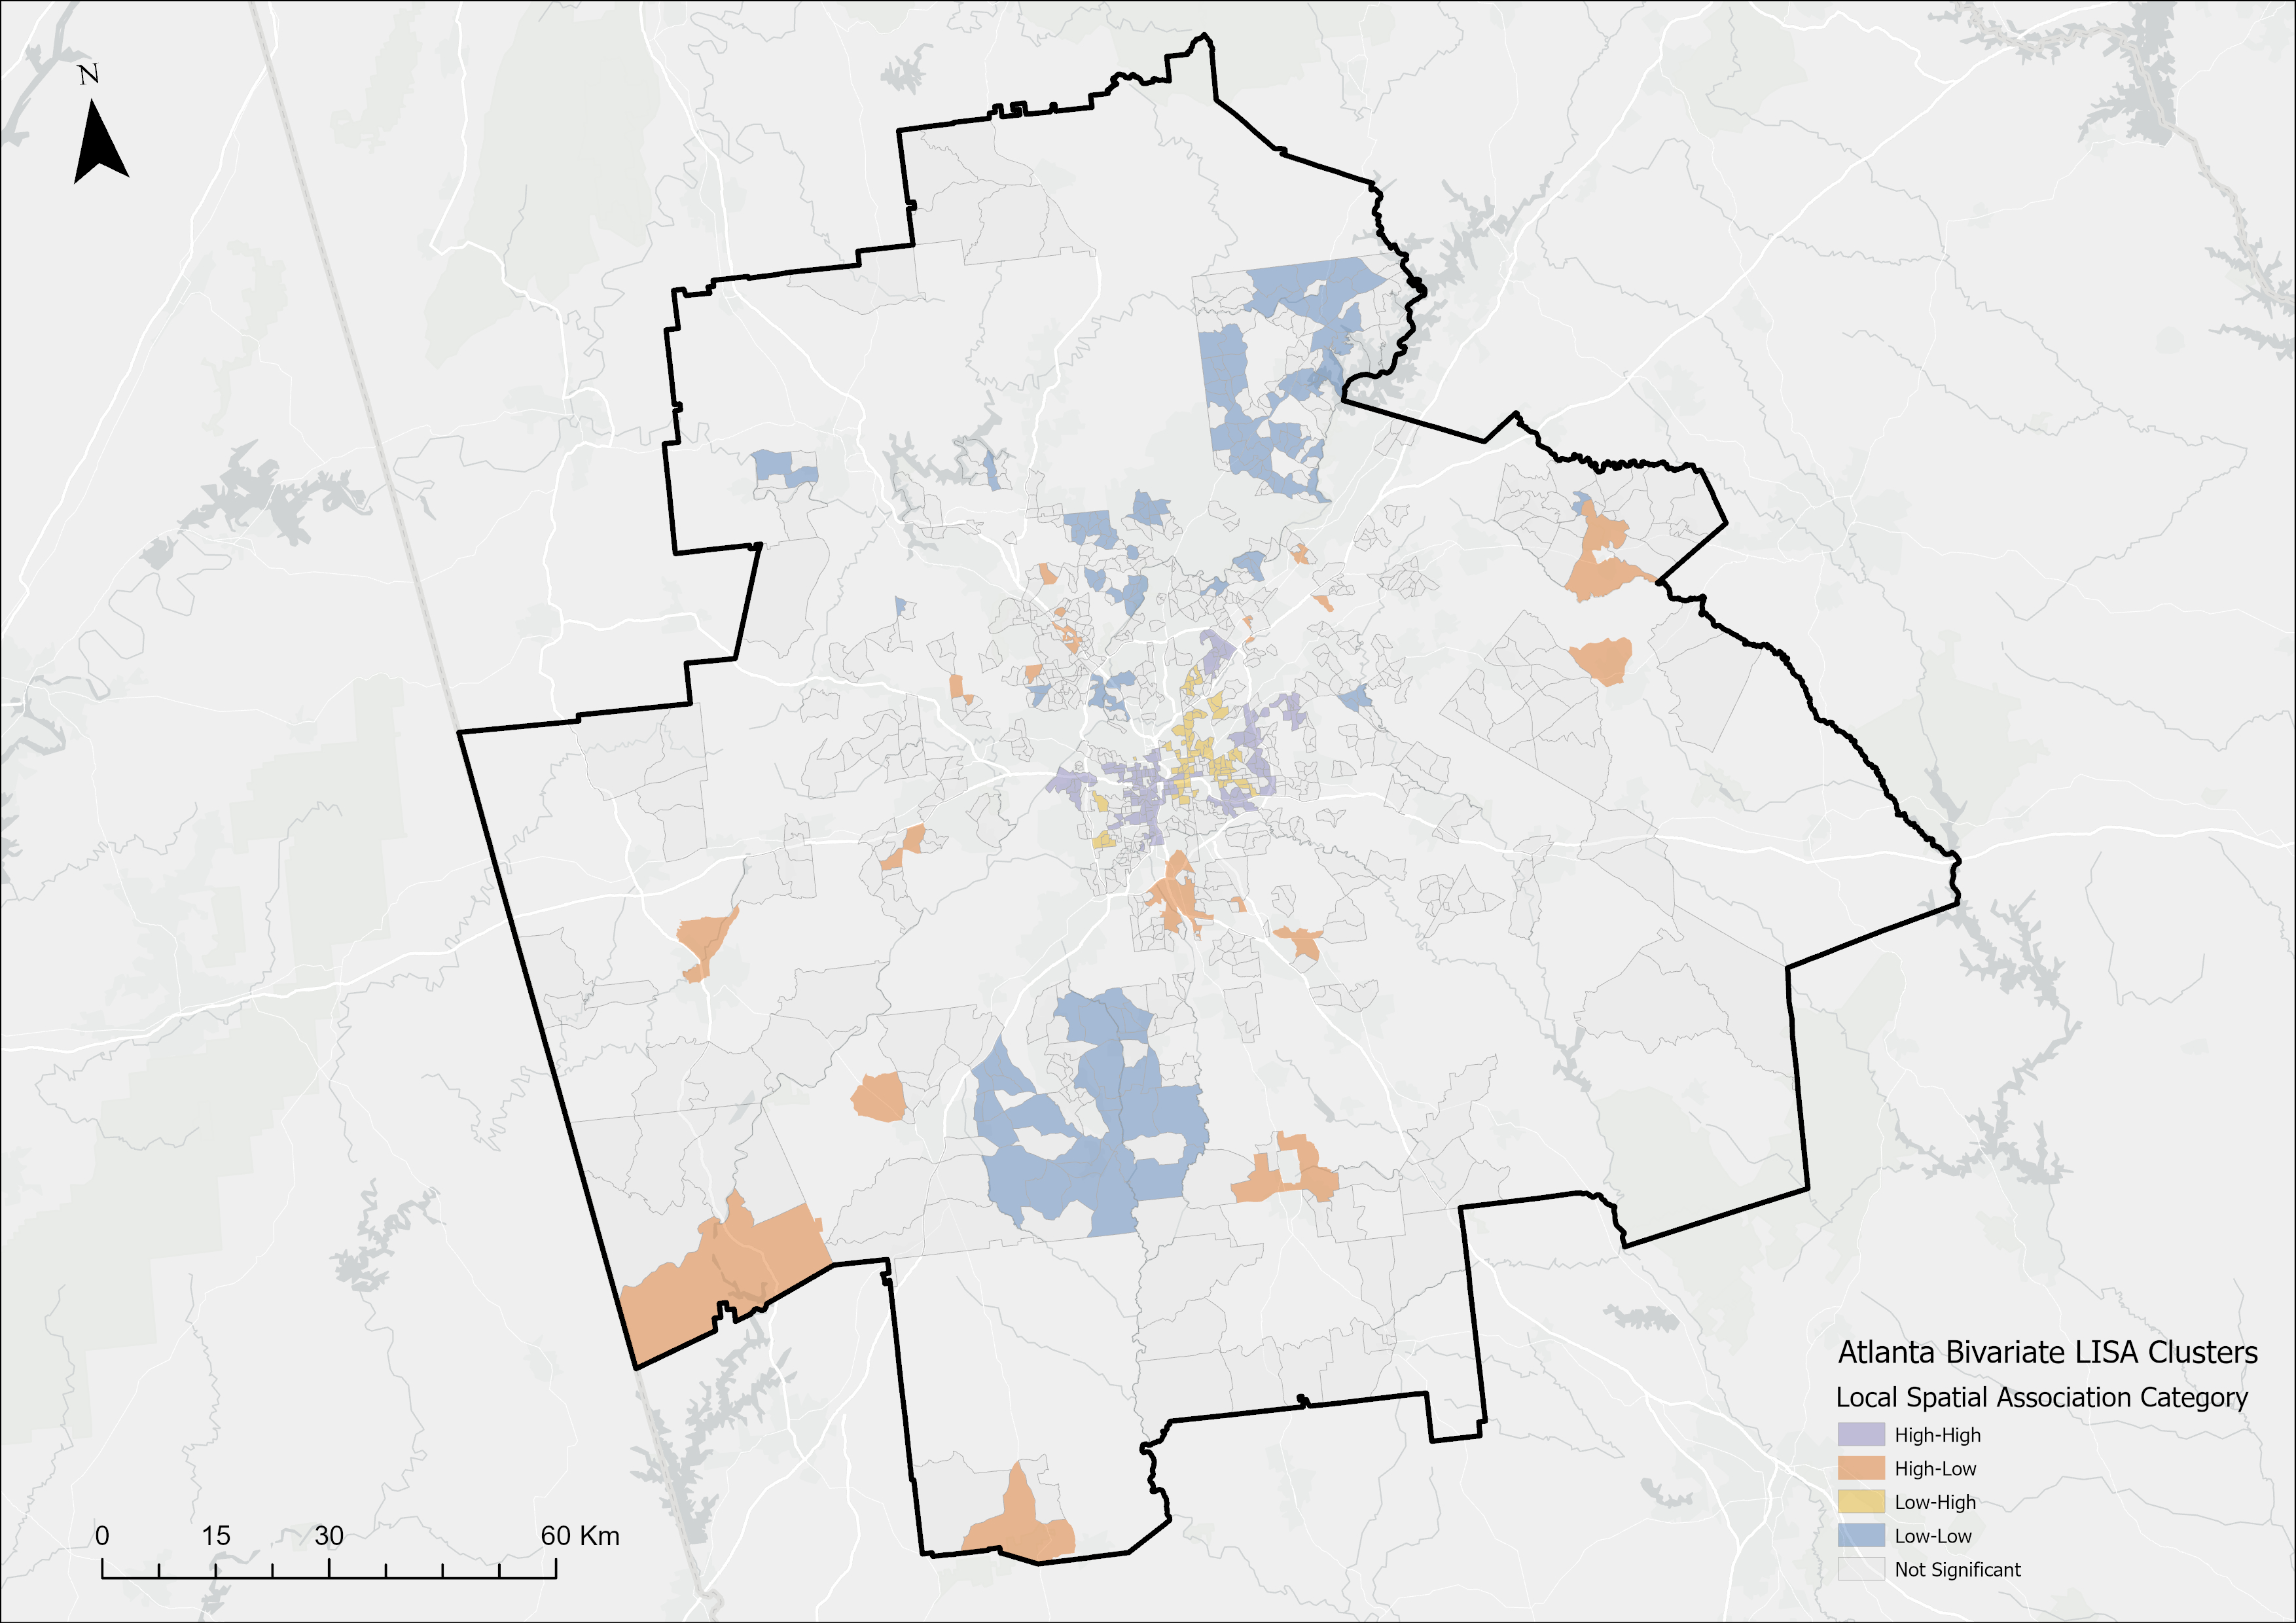 N
Atlanta Bivariate LISA Clusters
Local Spatial Association Category
High-High
High-Low
Low-High
Low-Low
Not Significant
0 15 30 60 Km